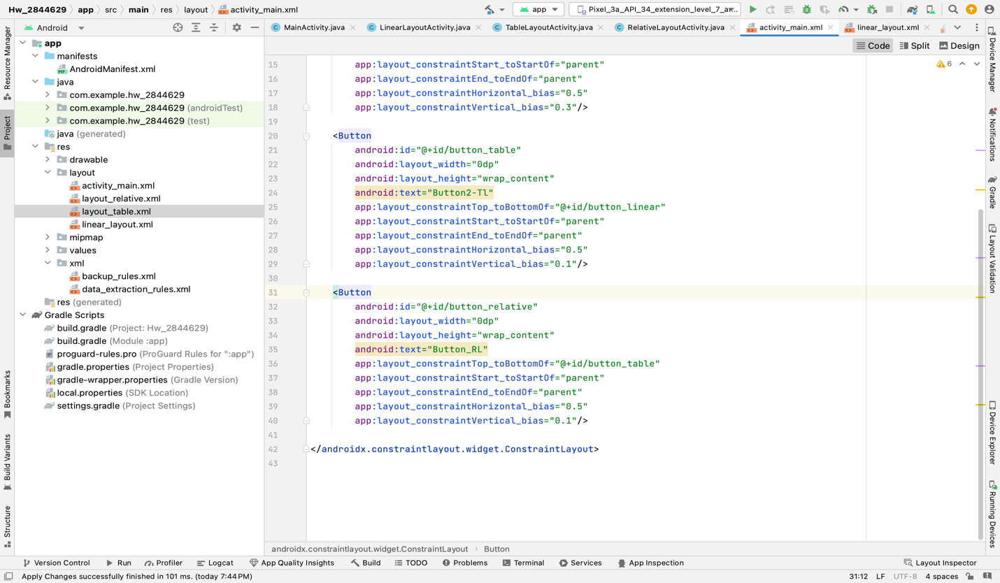 Hw_2844629 app src main res layout activity_main.xml
app
Pixel_3a_API_34_extension_level_7_a
Android
MainActivity.java
LinearLayoutActivity.java
TableLayoutActivity.java
RelativeLayoutActivity.java
activity_main.xml
linear_layout.xml
Code
Split
Design
6
Resource Manager
Project
Bookmarks
Build Variants
Structure
app
manifests
AndroidManifest.xml
java
com.example.hw_2844629
com.example.hw_2844629 (androidTest)
com.example.hw_2844629 (test)
java (generated)
res
drawable
layout
activity_main.xml
layout_relative.xml
layout_table.xml
linear_layout.xml
mipmap
values
xml
backup_rules.xml
data_extraction_rules.xml
res (generated)
Gradle Scripts
build.gradle (Project: Hw_2844629)
build.gradle (Module :app)
proguard-rules.pro (ProGuard Rules for ":app")
gradle.properties (Project Properties)
gradle-wrapper.properties (Gradle Version)
local.properties (SDK Location)
settings.gradle (Project Settings)
15 app:layout_constraintStart_toStartOf="parent"
16 app:layout_constraintEnd_toEndOf="parent"
17 app:layout_constraintHorizontal_bias="0.5"
18 app:layout_constraintVertical_bias="0.3"/>
19
20 <Button
21 android:id="@+id/button_table"
22 android:layout_width="0dp"
23 android:layout_height="wrap_content"
24 android:text="Button2-Tl"
25 app:layout_constraintTop_toBottomOf="@+id/button_linear"
26 app:layout_constraintStart_toStartOf="parent"
27 app:layout_constraintEnd_toEndOf="parent"
28 app:layout_constraintHorizontal_bias="0.5"
29 app:layout_constraintVertical_bias="0.1"/>
30
31 <Button
32 android:id="@+id/button_relative"
33 android:layout_width="0dp"
34 android:layout_height="wrap_content"
35 android:text="Button_RL"
36 app:layout_constraintTop_toBottomOf="@+id/button_table"
37 app:layout_constraintStart_toStartOf="parent"
38 app:layout_constraintEnd_toEndOf="parent"
39 app:layout_constraintHorizontal_bias="0.5"
40 app:layout_constraintVertical_bias="0.1"/>
41
42 </androidx.constraintlayout.widget.ConstraintLayout>
43
Device Manager
Notifications
Gradle
Layout Validation
Device Explorer
Running Devices
androidx.constraintlayout.widget.ConstraintLayout Button
Version Control
Run
Profiler
Logcat
App Quality Insights
Build
TODO
Problems
Terminal
Services
App Inspection
Layout Inspector
Apply Changes successfully finished in 101 ms. (today 7:44 PM)
31:12 LF UTF-8 4 spaces